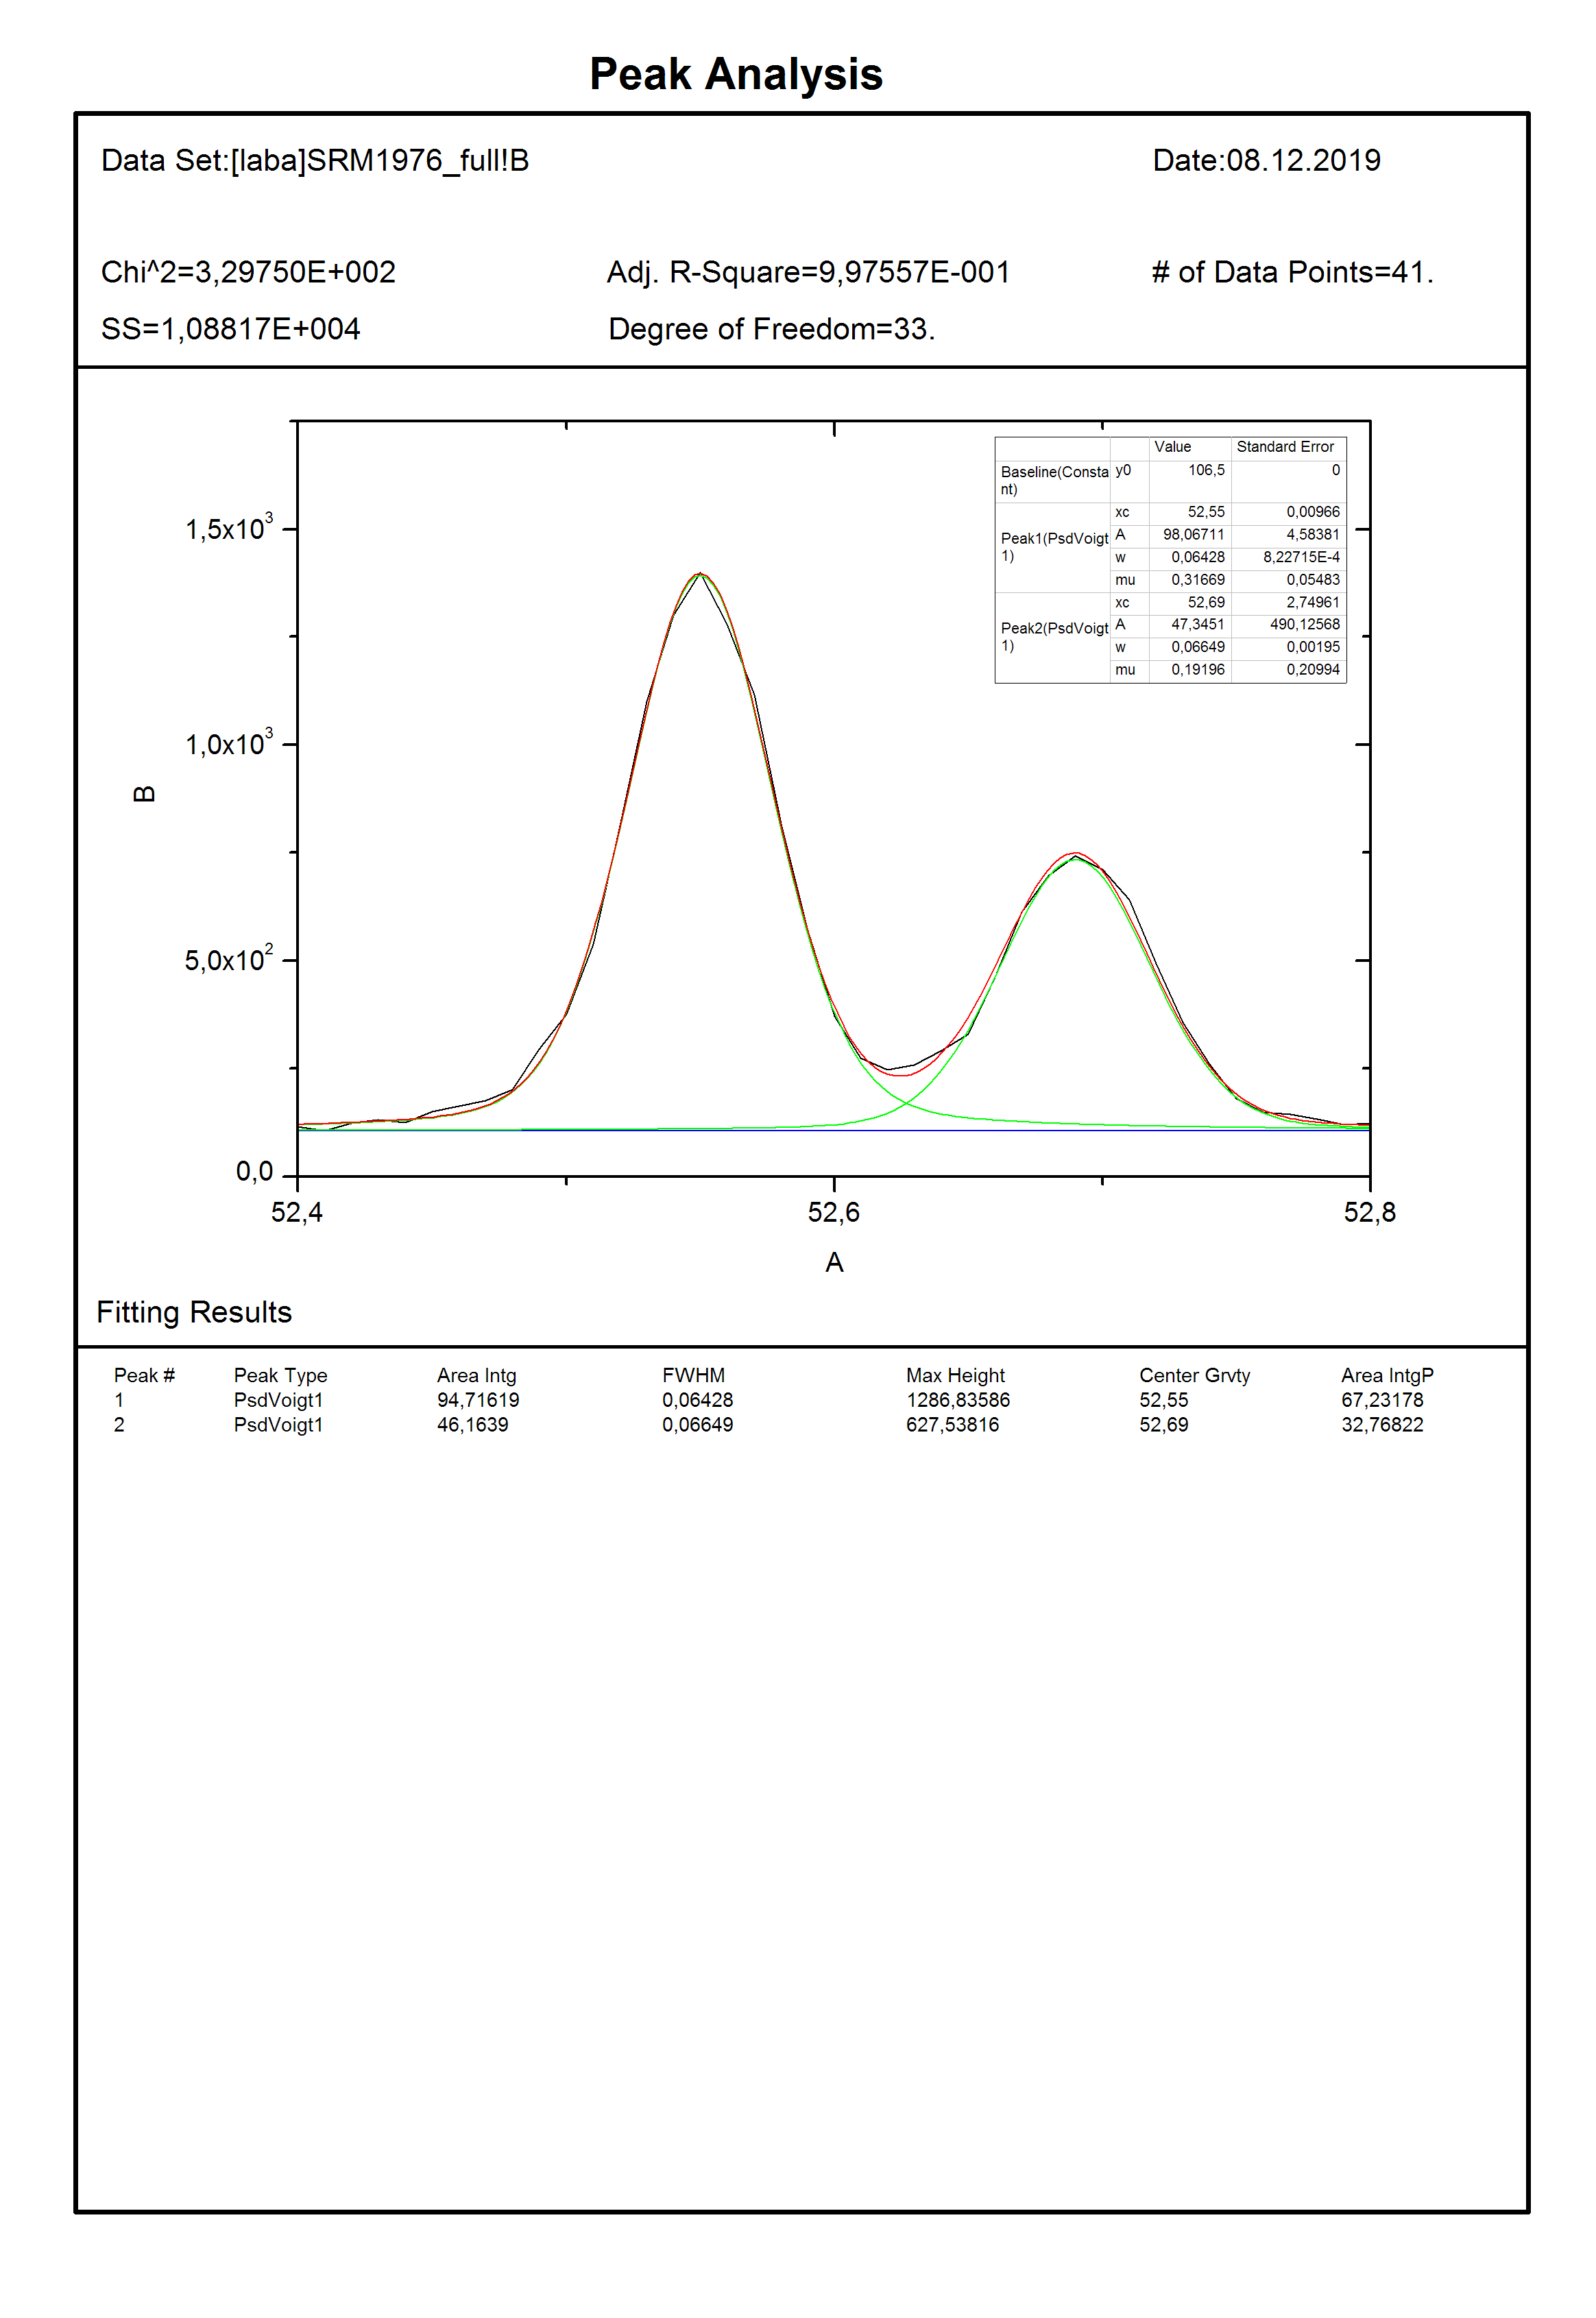 Peak Analysis
Data Set:[laba]SRM1976_full!B Date:08.12.2019
Chi^2=3,29750E+002 Adj. R-Square=9,97557E-001 # of Data Points=41.
SS=1,08817E+004 Degree of Freedom=33.
Value Standard Error
Baseline(Consta y0 106,5 0
nt)
xc 52,55 0,00966
Peak1(PsdVoigt A 98,06711 4,58381
1) w 0,06428 8,22715E-4
mu 0,31669 0,05483
xc 52,69 2,74961
Peak2(PsdVoigt A 47,3451 490,12568
1) w 0,06649 0,00195
mu 0,19196 0,20994
1,5x10³
1,0x10³
B
5,0x10²
0,0
52,4 52,6 52,8
A
Fitting Results
Peak # Peak Type Area Intg FWHM Max Height Center Grvty Area IntgP
1 PsdVoigt1 94,71619 0,06428 1286,83586 52,55 67,23178
2 PsdVoigt1 46,1639 0,06649 627,53816 52,69 32,76822